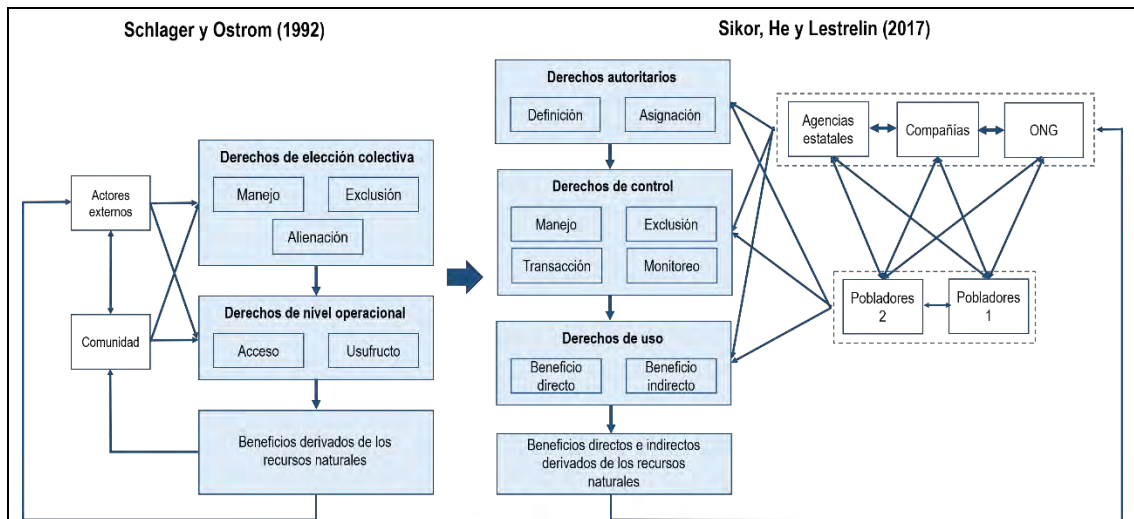 Schlager y Ostrom (1992)
Actores
externos
Comunidad
Derechos de elección colectiva
Manejo
Exclusión
Alienación
Derechos de nivel operacional
Acceso
Usufructo
Beneficios derivados de los
recursos naturales
Sikor, He y Lestrelin (2017)
Derechos autoritarios
Definición
Asignación
Derechos de control
Manejo
Exclusión
Transacción
Monitoreo
Derechos de uso
Beneficio
directo
Beneficio
indirecto
Beneficios directos e indirectos
derivados de los recursos
naturales
Agencias
estatales
Compañías
ONG
Pobladores
2
Pobladores
1